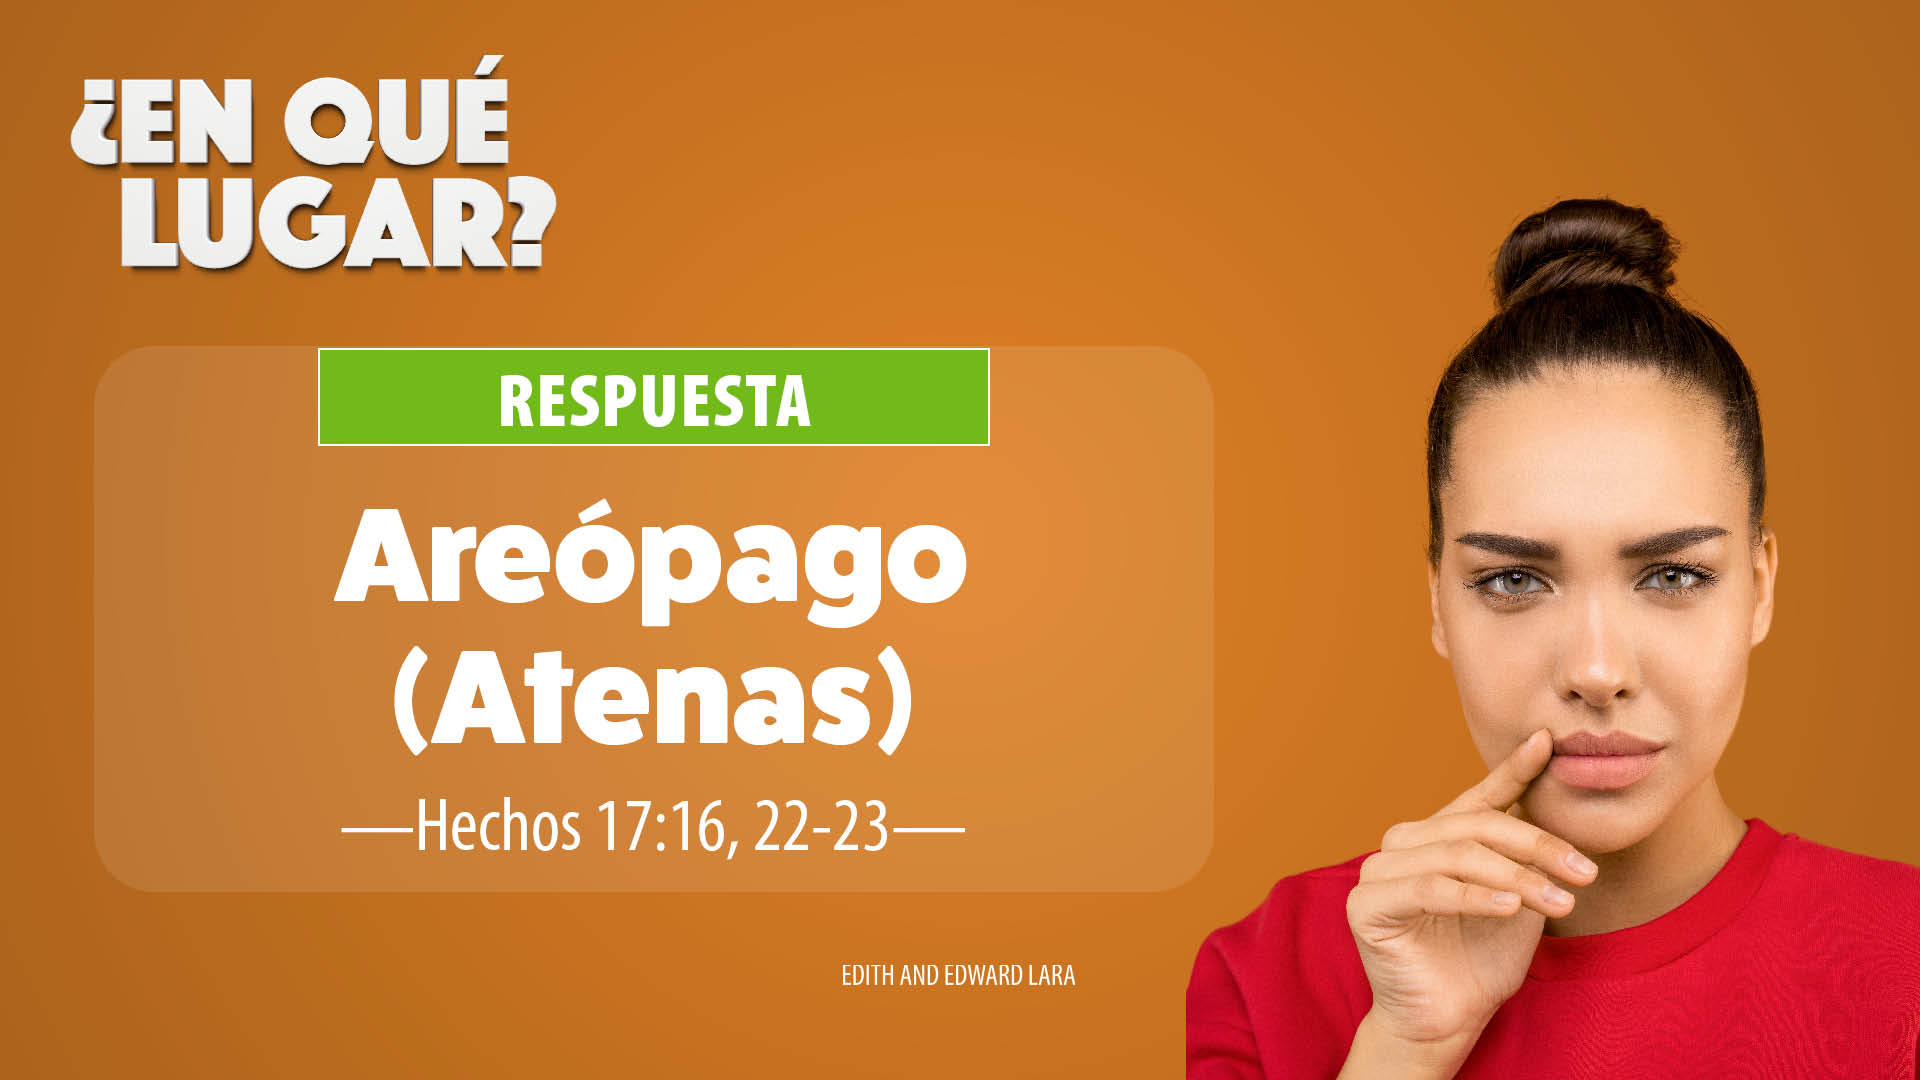 ¿EN QUÉ
LUGAR?
RESPUESTA
Areópago
(Atenas)
—Hechos 17:16, 22-23—
EDITH AND EDWARD LARA